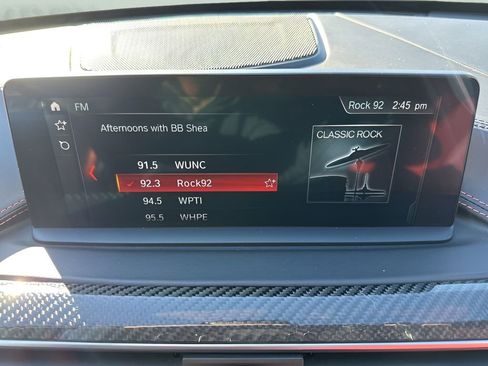 FM
Rock 92 2:45 pm
Afternoons with BB Shea
CLASSIC ROCK
91.5 WUNC
92.3 Rock92
94.5 WPTI
95.5 WHPE